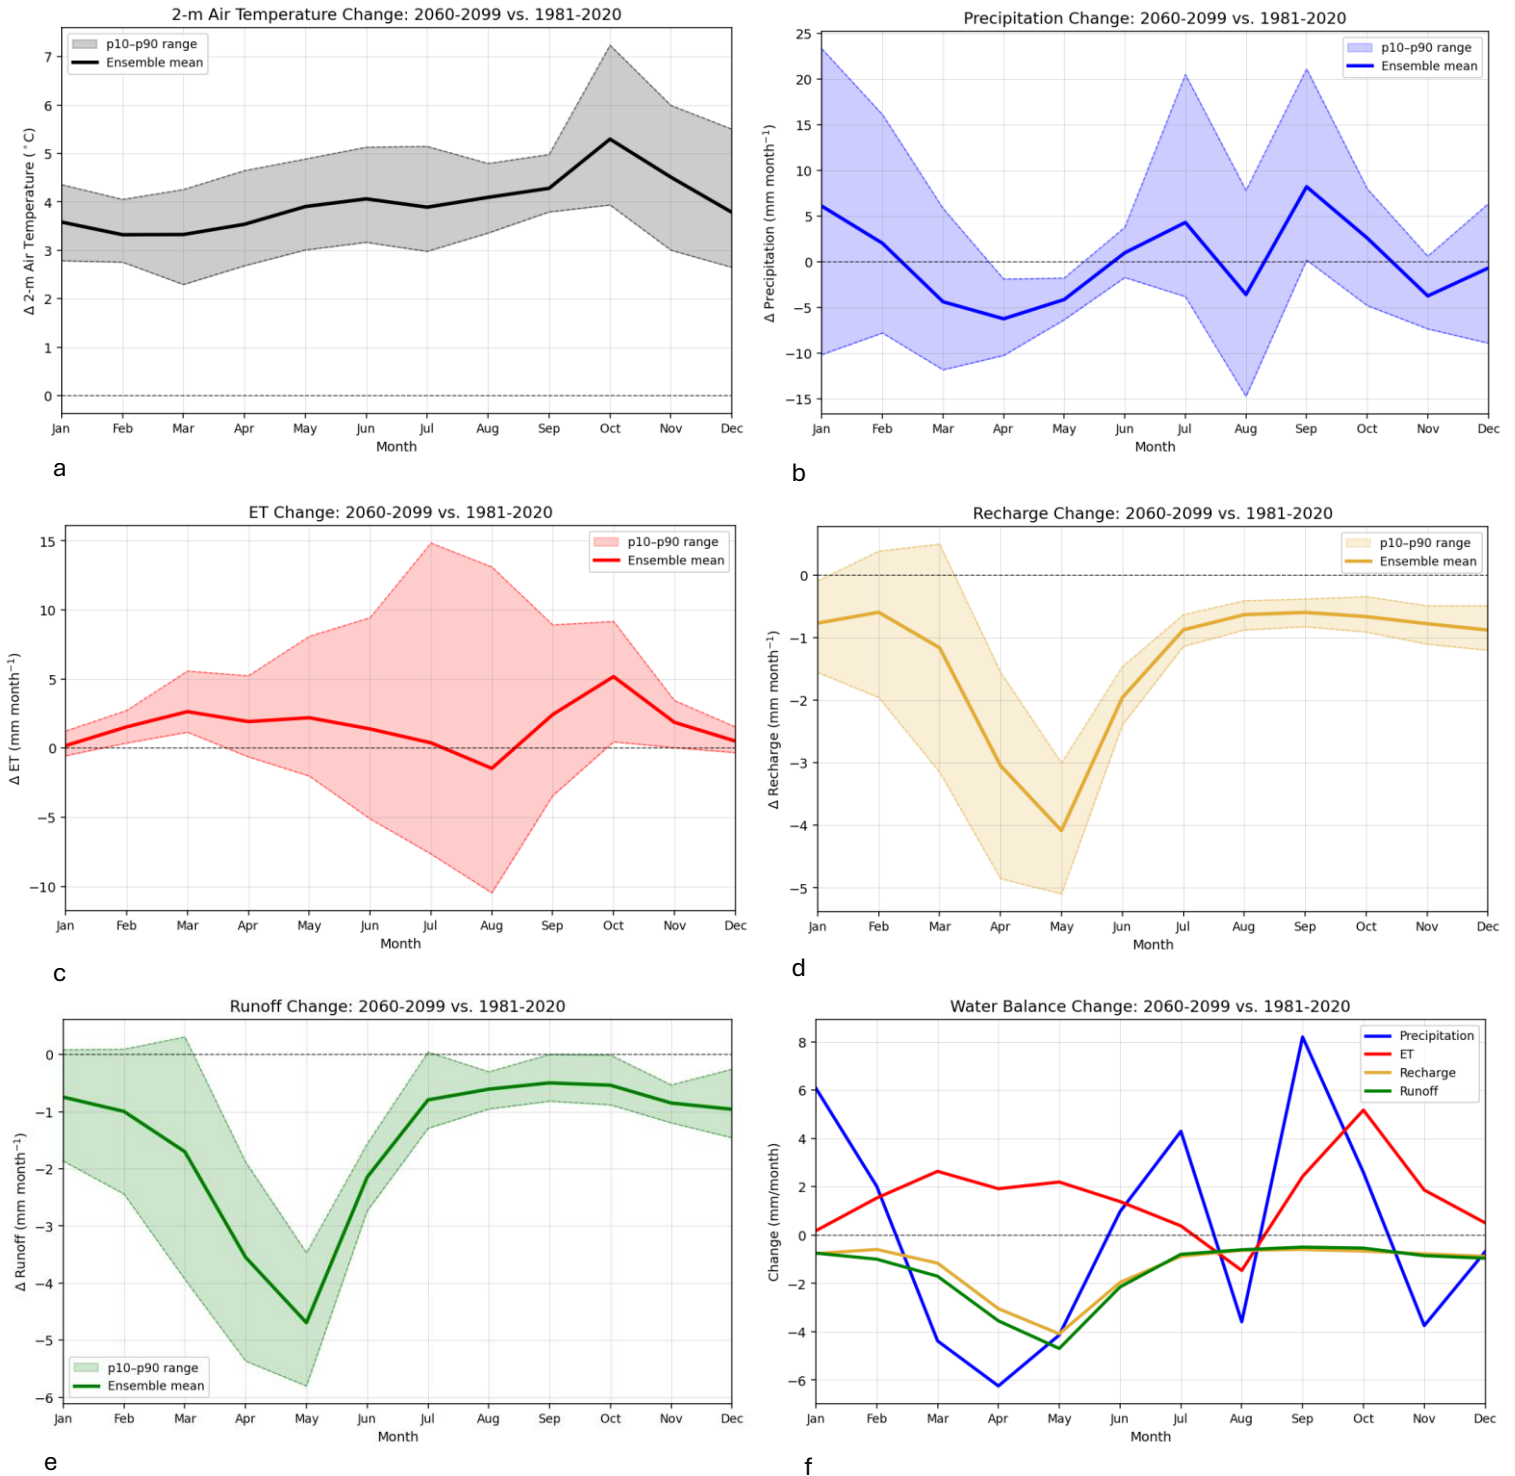 2-m Air Temperature Change: 2060-2099 vs. 1981-2020
p10–p90 range
Ensemble mean
Δ 2-m Air Temperature (°C)
7
6
5
4
3
2
1
0
Jan Feb Mar Apr May Jun Jul Aug Sep Oct Nov Dec
Month
a
Precipitation Change: 2060-2099 vs. 1981-2020
p10–p90 range
Ensemble mean
Δ Precipitation (mm month⁻¹)
25
20
15
10
5
0
−5
−10
−15
Jan Feb Mar Apr May Jun Jul Aug Sep Oct Nov Dec
Month
b
ET Change: 2060-2099 vs. 1981-2020
p10–p90 range
Ensemble mean
Δ ET (mm month⁻¹)
15
10
5
0
−5
−10
Jan Feb Mar Apr May Jun Jul Aug Sep Oct Nov Dec
Month
c
Recharge Change: 2060-2099 vs. 1981-2020
p10–p90 range
Ensemble mean
Δ Recharge (mm month⁻¹)
0
−1
−2
−3
−4
−5
Jan Feb Mar Apr May Jun Jul Aug Sep Oct Nov Dec
Month
d
Runoff Change: 2060-2099 vs. 1981-2020
Δ Runoff (mm month⁻¹)
0
−1
−2
−3
−4
−5
−6
p10–p90 range
Ensemble mean
Jan Feb Mar Apr May Jun Jul Aug Sep Oct Nov Dec
Month
e
Water Balance Change: 2060-2099 vs. 1981-2020
Precipitation
ET
Recharge
Runoff
Change (mm/month)
8
6
4
2
0
−2
−4
−6
Jan Feb Mar Apr May Jun Jul Aug Sep Oct Nov Dec
Month
f